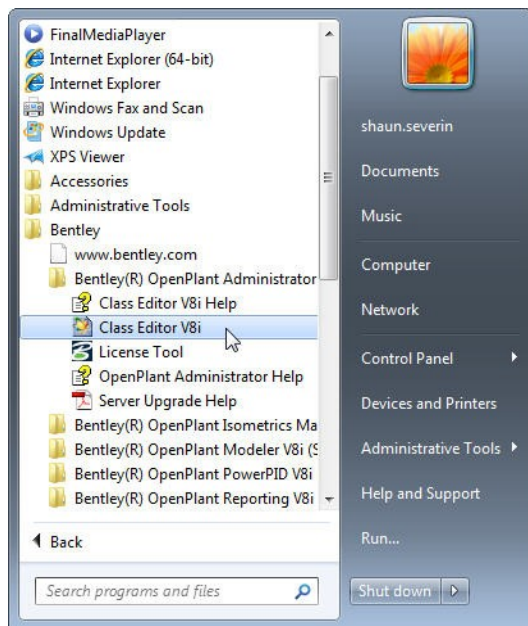 FinalMediaPlayer
Internet Explorer (64-bit)
Internet Explorer
Windows Fax and Scan
Windows Update
XPS Viewer
Accessories
Administrative Tools
Bentley
www.bentley.com
Bentley(R) OpenPlant Administrator
Class Editor V8i Help
Class Editor V8i
License Tool
OpenPlant Administrator Help
Server Upgrade Help
Bentley(R) OpenPlant Isometrics Ma
Bentley(R) OpenPlant Modeler V8i (S
Bentley(R) OpenPlant PowerPID V8i
Bentley(R) OpenPlant Reporting V8i
Back
Search programs and files
shaun.severin
Documents
Music
Computer
Network
Control Panel
Devices and Printers
Administrative Tools
Help and Support
Run...
Shut down